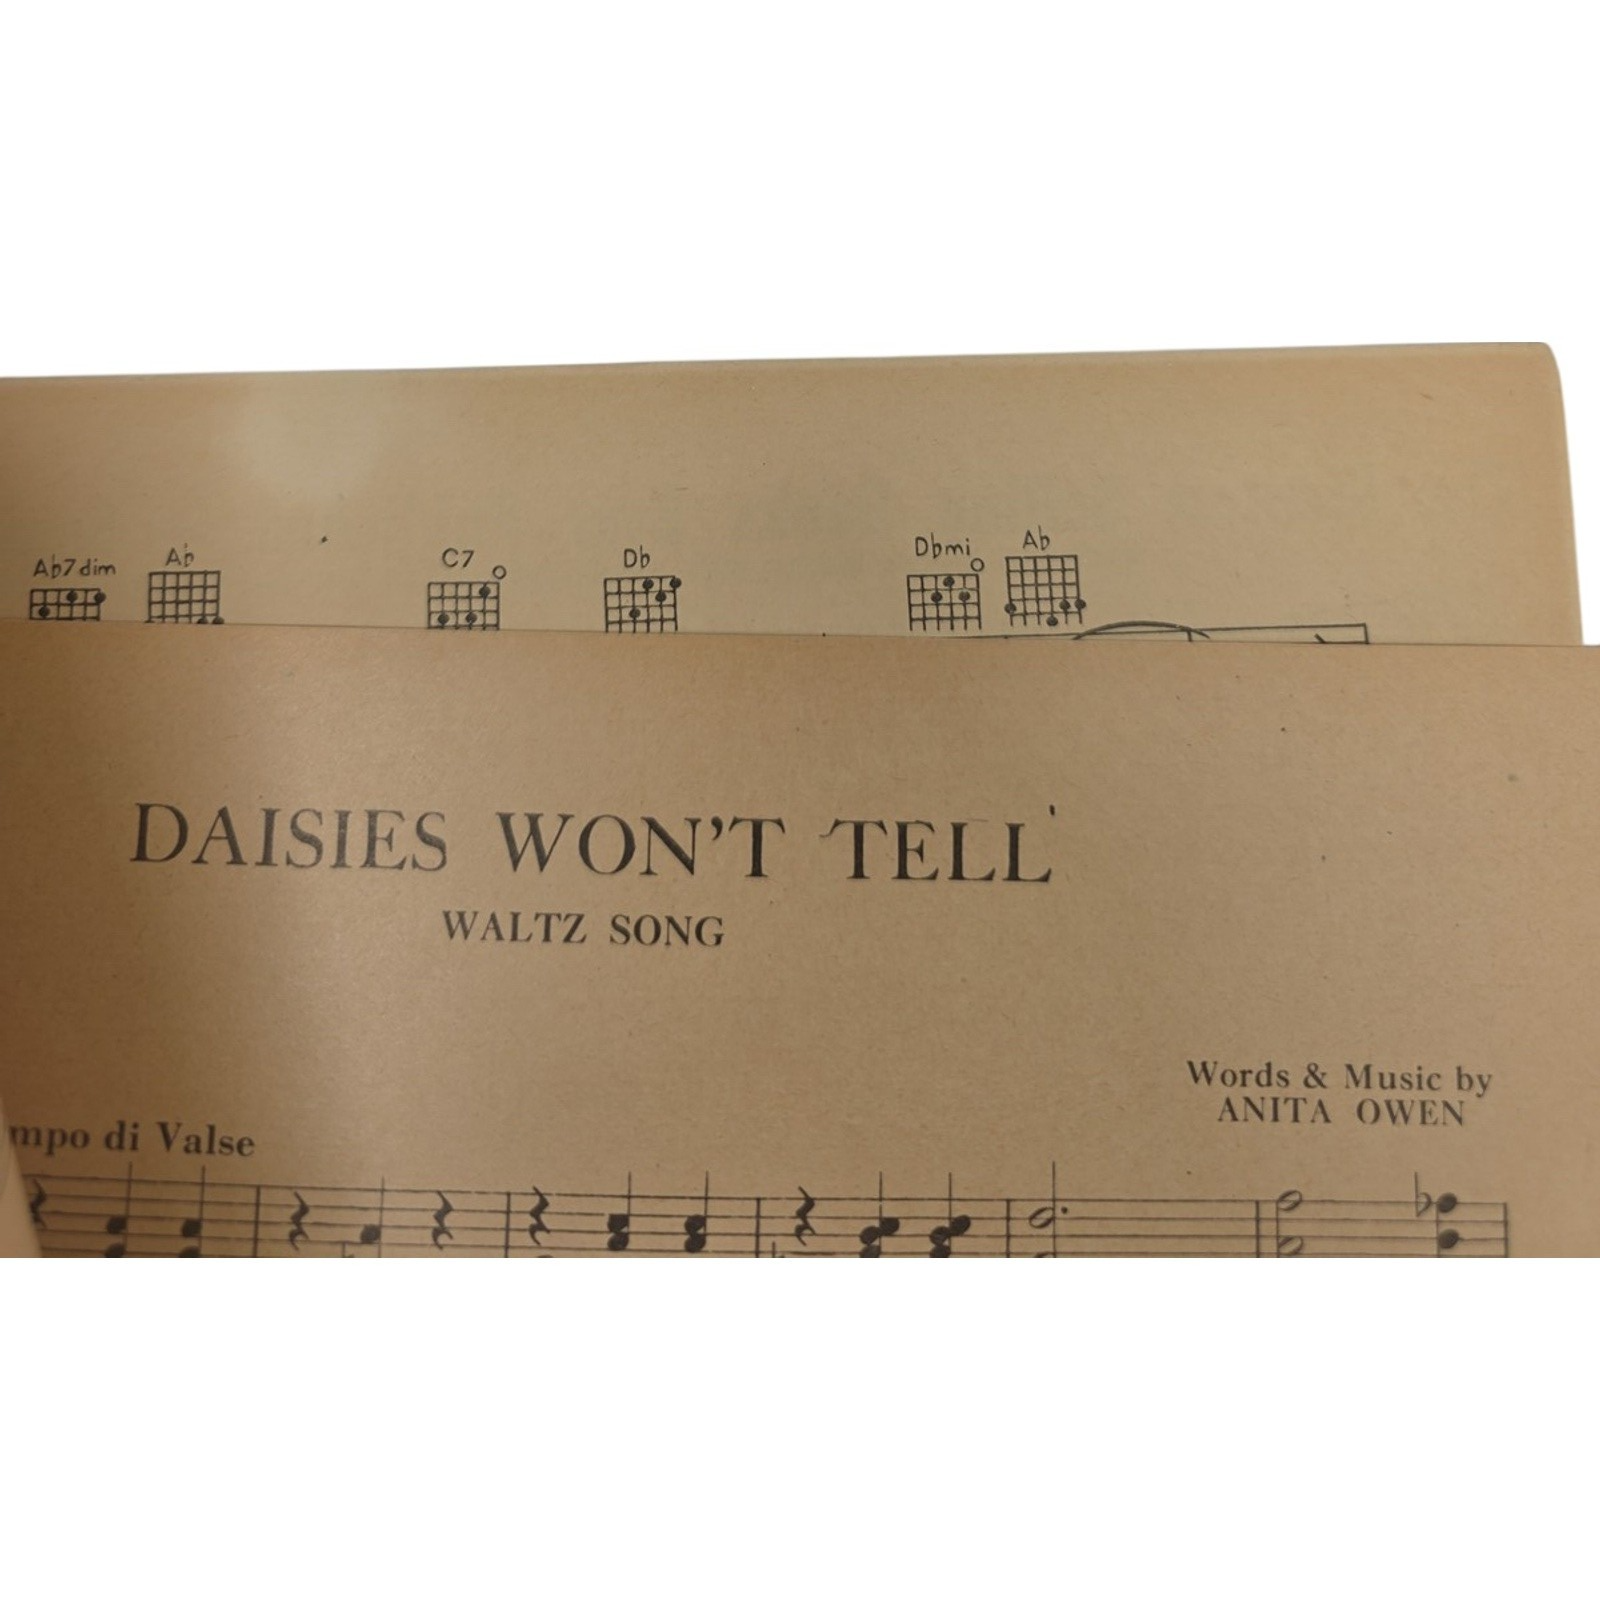 Ab7dim Ab C7 Db Dbmi Ab
DAISIES WON'T TELL
WALTZ SONG
Words & Music by
ANITA OWEN
mpo di Valse